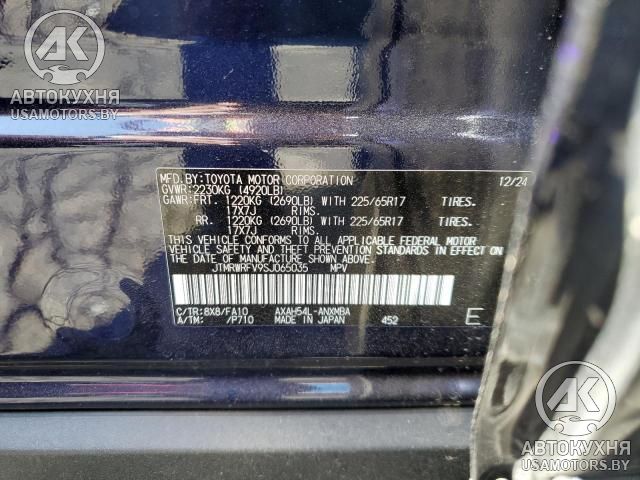 AK
АВТОКУХНЯ
USAMOTORS.BY
MFD.BY:TOYOTA MOTOR CORPORATION 12/24
GVWR:2230KG (4920LB)
GAWR:FRT. 1220KG (2690LB) WITH 225/65R17 TIRES.
17X7J RIMS.
RR. 1220KG (2690LB) WITH 225/65R17 TIRES.
17X7J RIMS.
THIS VEHICLE CONFORMS TO ALL APPLICABLE FEDERAL MOTOR
VEHICLE SAFETY AND THEFT PREVENTION STANDARDS IN EFFECT ON
THE DATE OF MANUFACTURE SHOWN ABOVE.
JTMRWRFV9SJ065035 MPV
C/TR:8X8/FA10 AXAH54L-ANXMBA
A/TM: /P710 MADE IN JAPAN 452 E
AK
АВТОКУХНЯ
USAMOTORS.BY